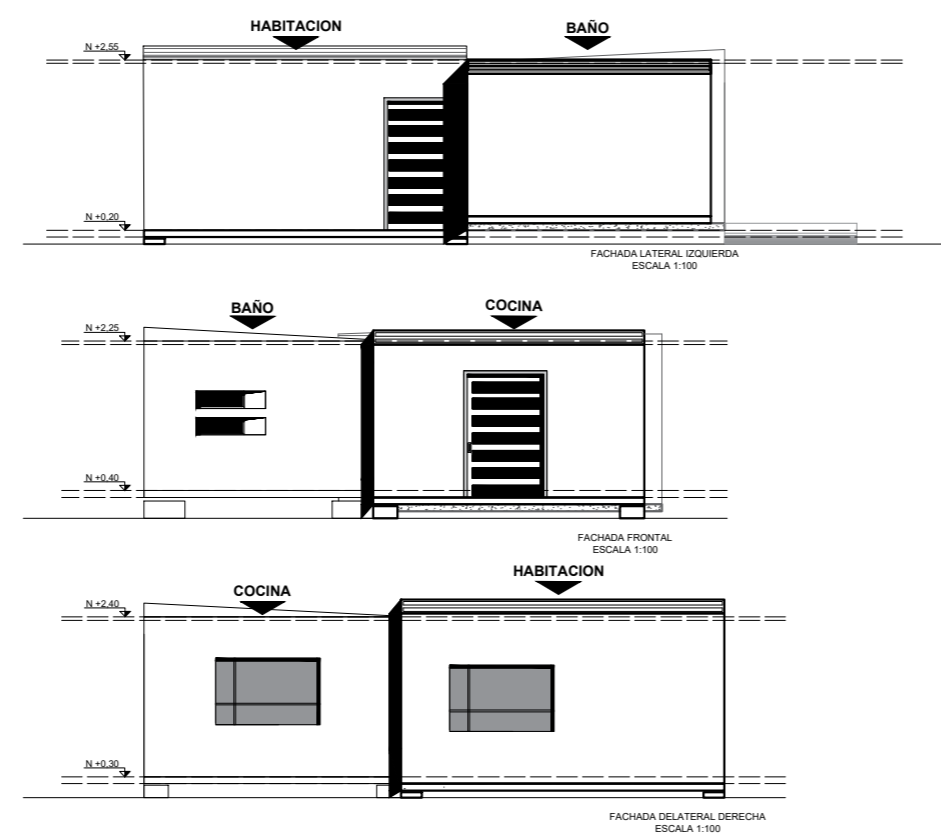 HABITACION
BAÑO
N +2,55
N +0,20
FACHADA LATERAL IZQUIERDA
ESCALA 1:100
BAÑO
COCINA
N +2,25
N +0,40
FACHADA FRONTAL
ESCALA 1:100
HABITACION
COCINA
N +2,40
N +0,30
FACHADA DELATERAL DERECHA
ESCALA 1:100